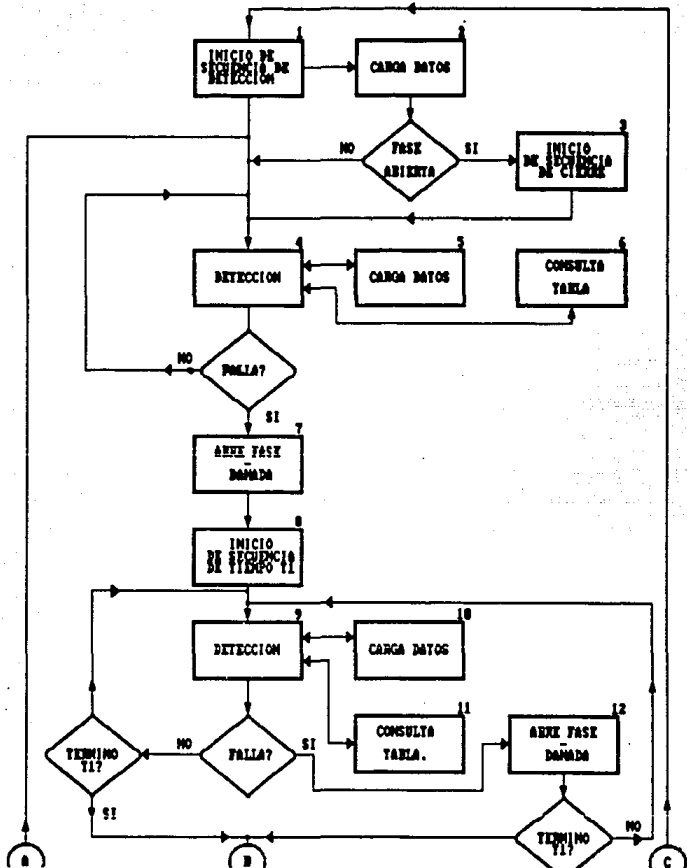 1
INICIO DE
SECUENCIA DE
DETECCION
2
CARGA DATOS
FASE
ABIERTA
NO
SI
3
INICIO
DE SECUENCIA
DE CIERRE
4
DETECCION
5
CARGA DATOS
6
CONSULTA
TABLA
NO
FALLA?
SI
7
ABRE FASE
DAMADA
8
INICIO
DE SECUENCIA
DE TIEMPO T1
9
DETECCION
10
CARGA DATOS
11
CONSULTA
TABLA.
12
ABRE FASE
DAMADA
TERMINO
T1?
NO
FALLA?
SI
SI
TERMINO
T1?
NO
A
B
C